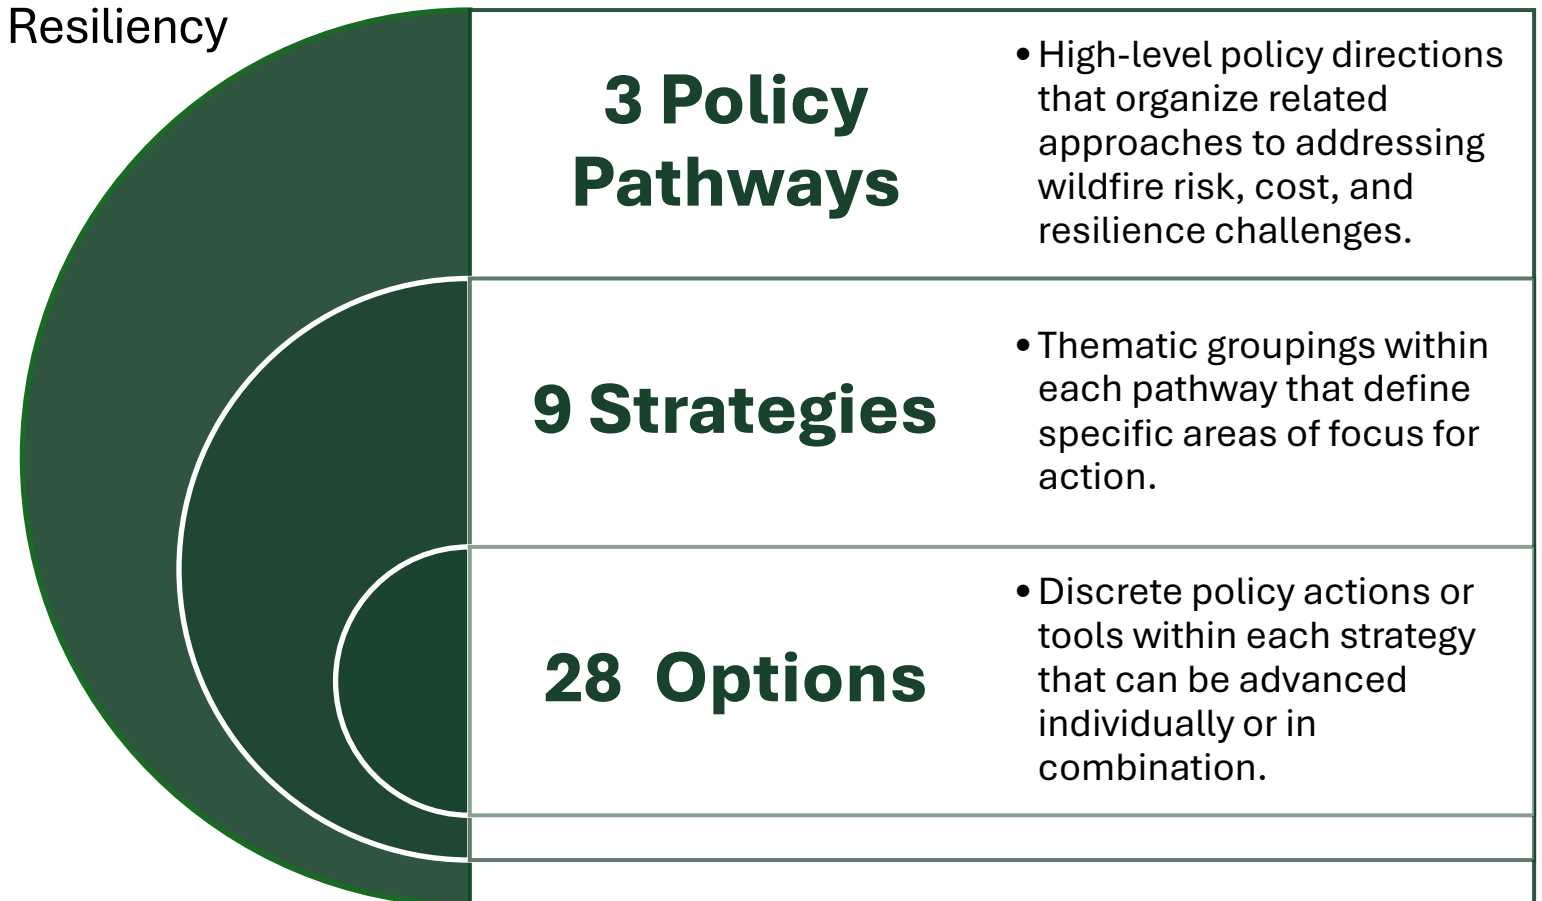 Resiliency
3 Policy
Pathways
•High-level policy directions
that organize related
approaches to addressing
wildfire risk, cost, and
resilience challenges.
9 Strategies
•Thematic groupings within
each pathway that define
specific areas of focus for
action.
28  Options
•Discrete policy actions or
tools within each strategy
that can be advanced
individually or in
combination.